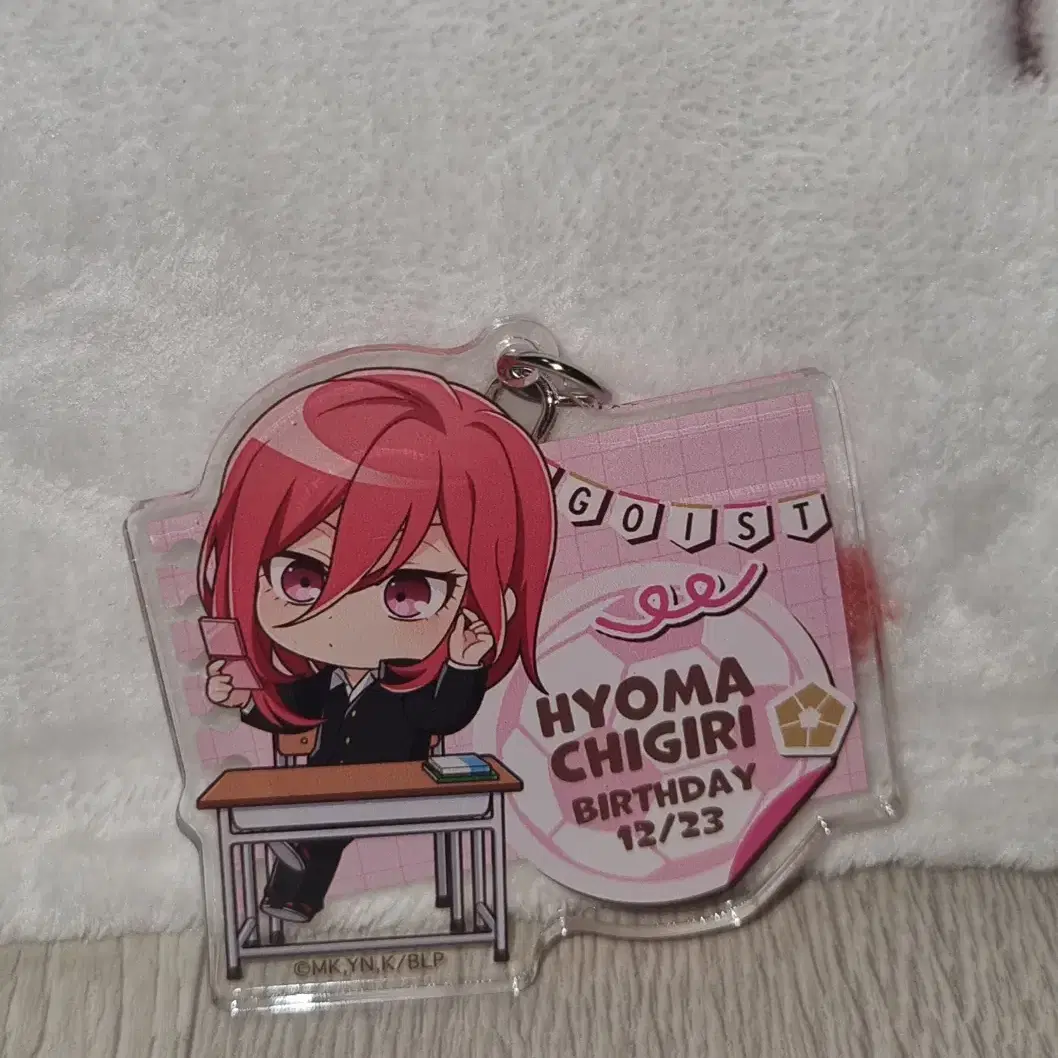 GOIST
HYOMA
CHIGIRI
BIRTHDAY
12/23
©MK,YN,K/BLP